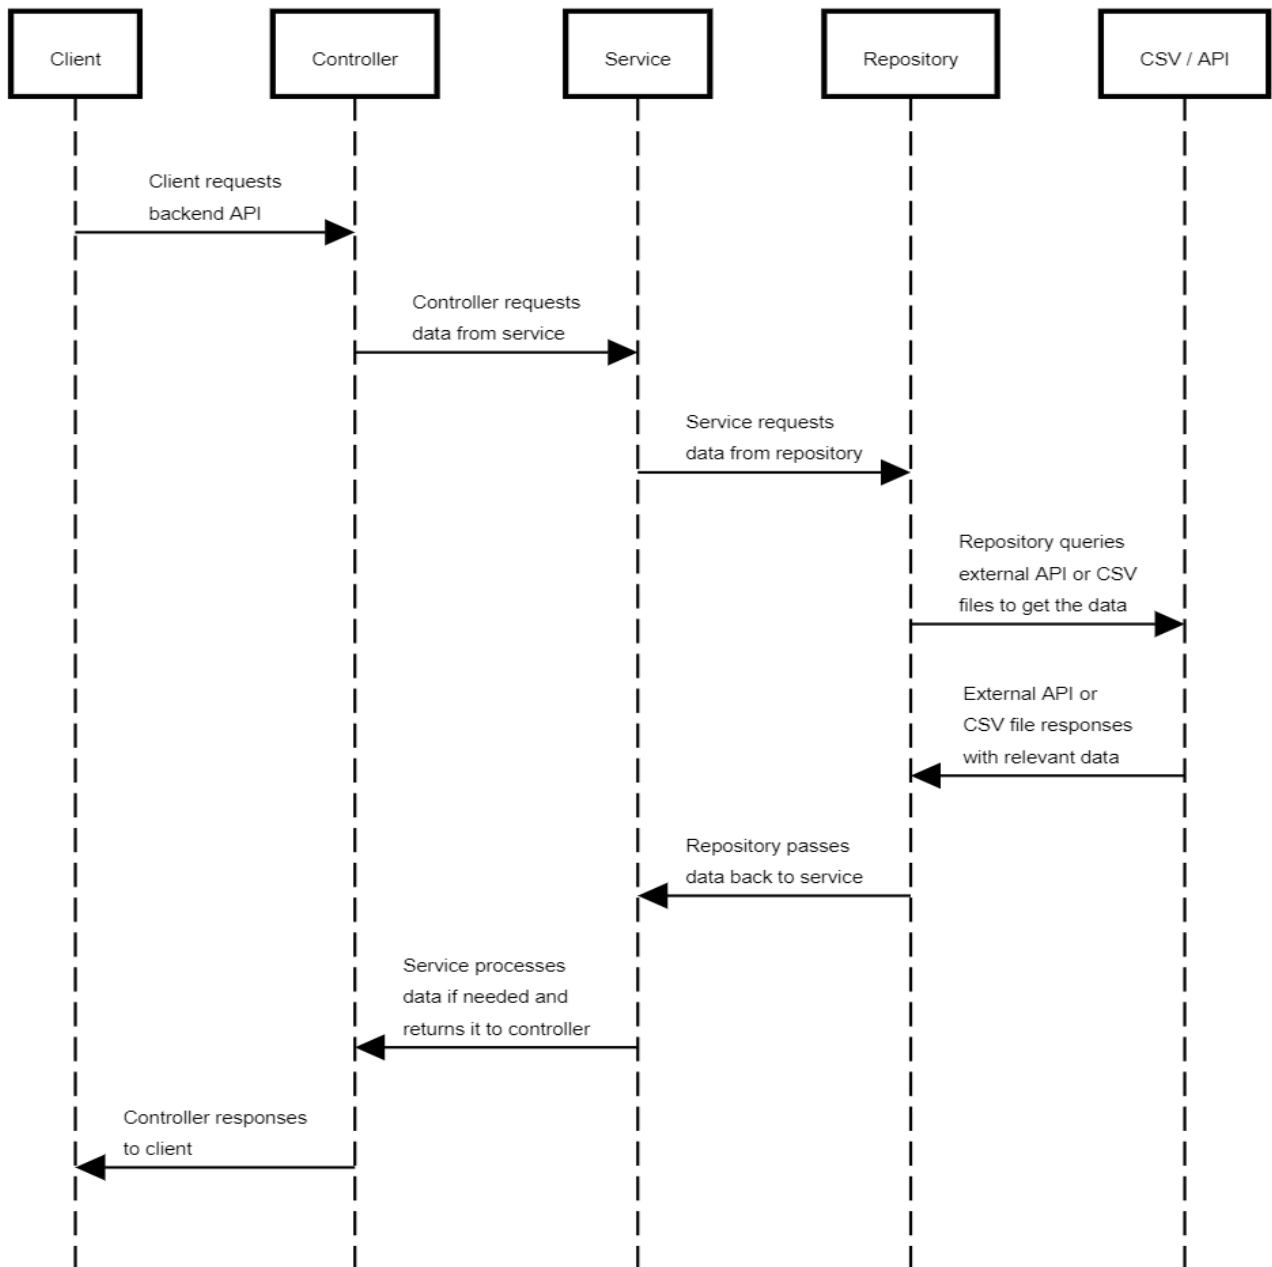 Client
Controller
Service
Repository
CSV / API
Client requests
backend API
Controller requests
data from service
Service requests
data from repository
Repository queries
external API or CSV
files to get the data
External API or
CSV file responses
with relevant data
Repository passes
data back to service
Service processes
data if needed and
returns it to controller
Controller responses
to client